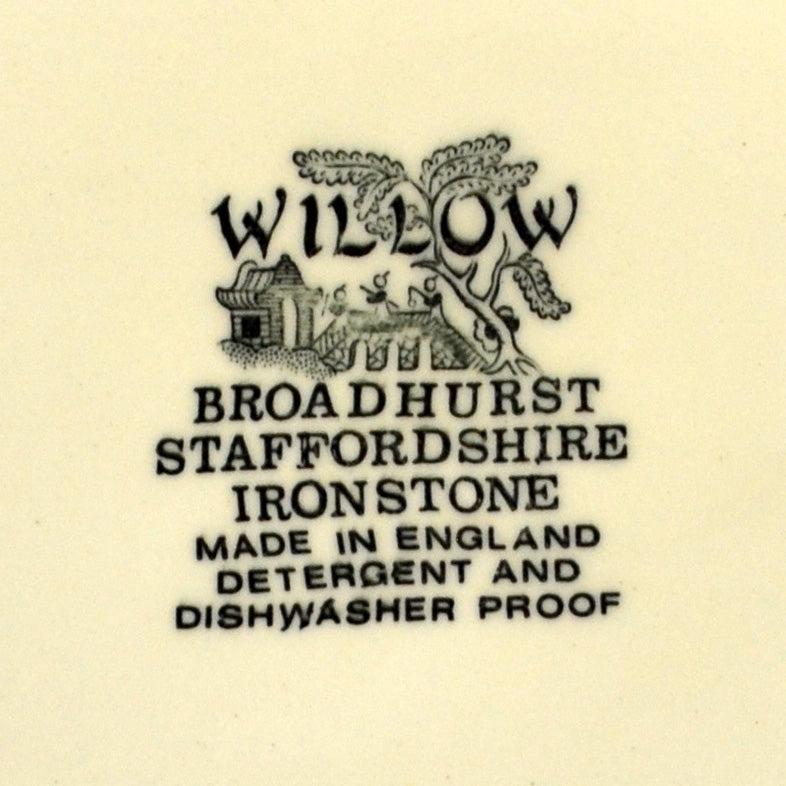 WILLOW
BROADHURST
STAFFORDSHIRE
IRONSTONE
MADE IN ENGLAND
DETERGENT AND
DISHWASHER PROOF